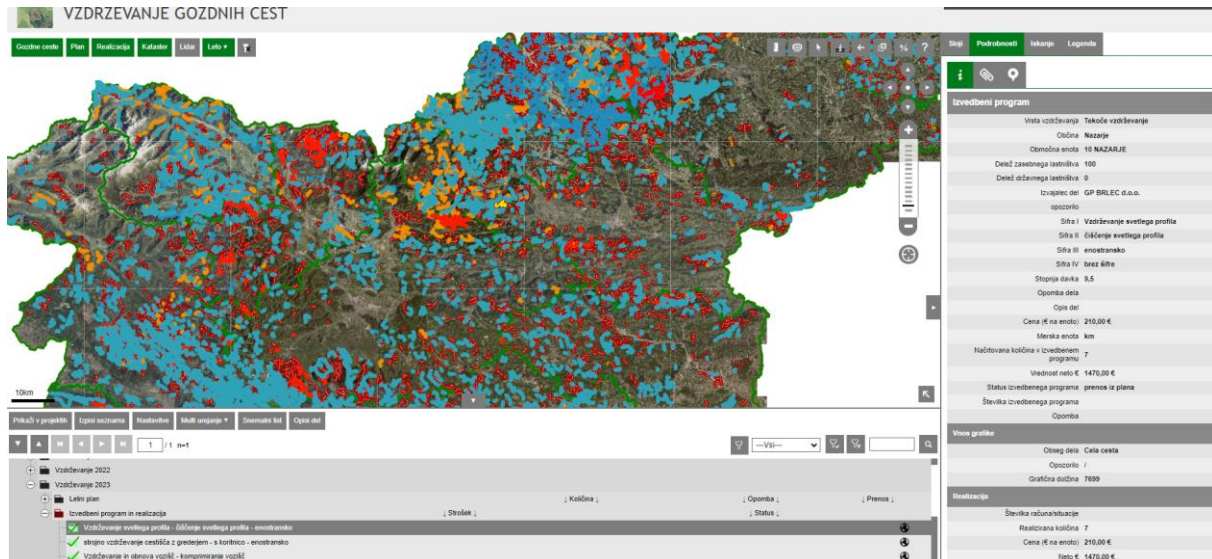 VZDRZEVANJE GOZDNIH CEST
Gozdne ceste Plan Realizacija Kataster Lidar Leto
10km
Prikaži v projektih Izpisi seznama Nastavitve Multi urejanje Snemalni list Opisi del
1 / 1 n=1
---Vsi---
Vzdrževanje 2022
Vzdrževanje 2023
Letni plan ↓ Količina ↓ ↓ Opomba ↓ ↓ Prenos ↓
Izvedbeni program in realizacija ↓ Strošek ↓ ↓ Status ↓
Vzdrževanje svetlega profila - čiščenje svetlega profila - enostransko
strojno vzdrževanje cestišča z grederjem - s koritnico - enostransko
Vzdrževanje in obnova vozišč - komprimiranje vozišč
Sloji Podrobnosti Iskanje Legenda
Izvedbeni program
Vrsta vzdrževanja Tekoče vzdrževanje
Občina Nazarje
Območna enota 10 NAZARJE
Delež zasebnega lastništva 100
Delež državnega lastništva 0
Izvajalec del GP BRLEC d.o.o.
opozorilo
Sifra I Vzdrževanje svetlega profila
Sifra II čiščenje svetlega profila
Sifra III enostransko
Sifra IV brez šifre
Stopnja davka 9,5
Opomba dela
Opis del
Cena (€ na enoto) 210,00 €
Merska enota km
Načrtovana količina v izvedbenem
programu 7
Vrednost neto € 1470,00 €
Status izvedbenega programa prenos iz plana
Številka izvedbenega programa
Opomba
Vnos grafike
Obseg dela Cela cesta
Opozorilo /
Grafična dolžina 7699
Realizacija
Številka računa/situacije
Realizirana količina 7
Cena (€ na enoto) 210,00 €
Neto € 1470,00 €